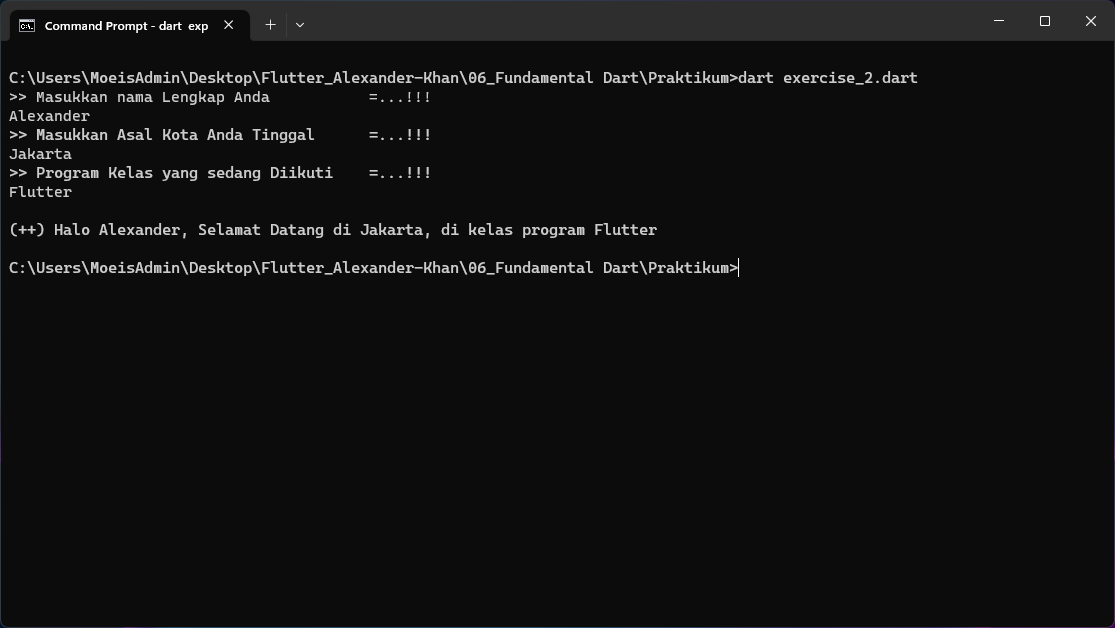 Command Prompt - dart  exp
C:\Users\MoeisAdmin\Desktop\Flutter_Alexander-Khan\06_Fundamental Dart\Praktikum>dart exercise_2.dart
>> Masukkan nama Lengkap Anda           =...!!!
Alexander
>> Masukkan Asal Kota Anda Tinggal      =...!!!
Jakarta
>> Program Kelas yang sedang Diikuti    =...!!!
Flutter
(++) Halo Alexander, Selamat Datang di Jakarta, di kelas program Flutter
C:\Users\MoeisAdmin\Desktop\Flutter_Alexander-Khan\06_Fundamental Dart\Praktikum>